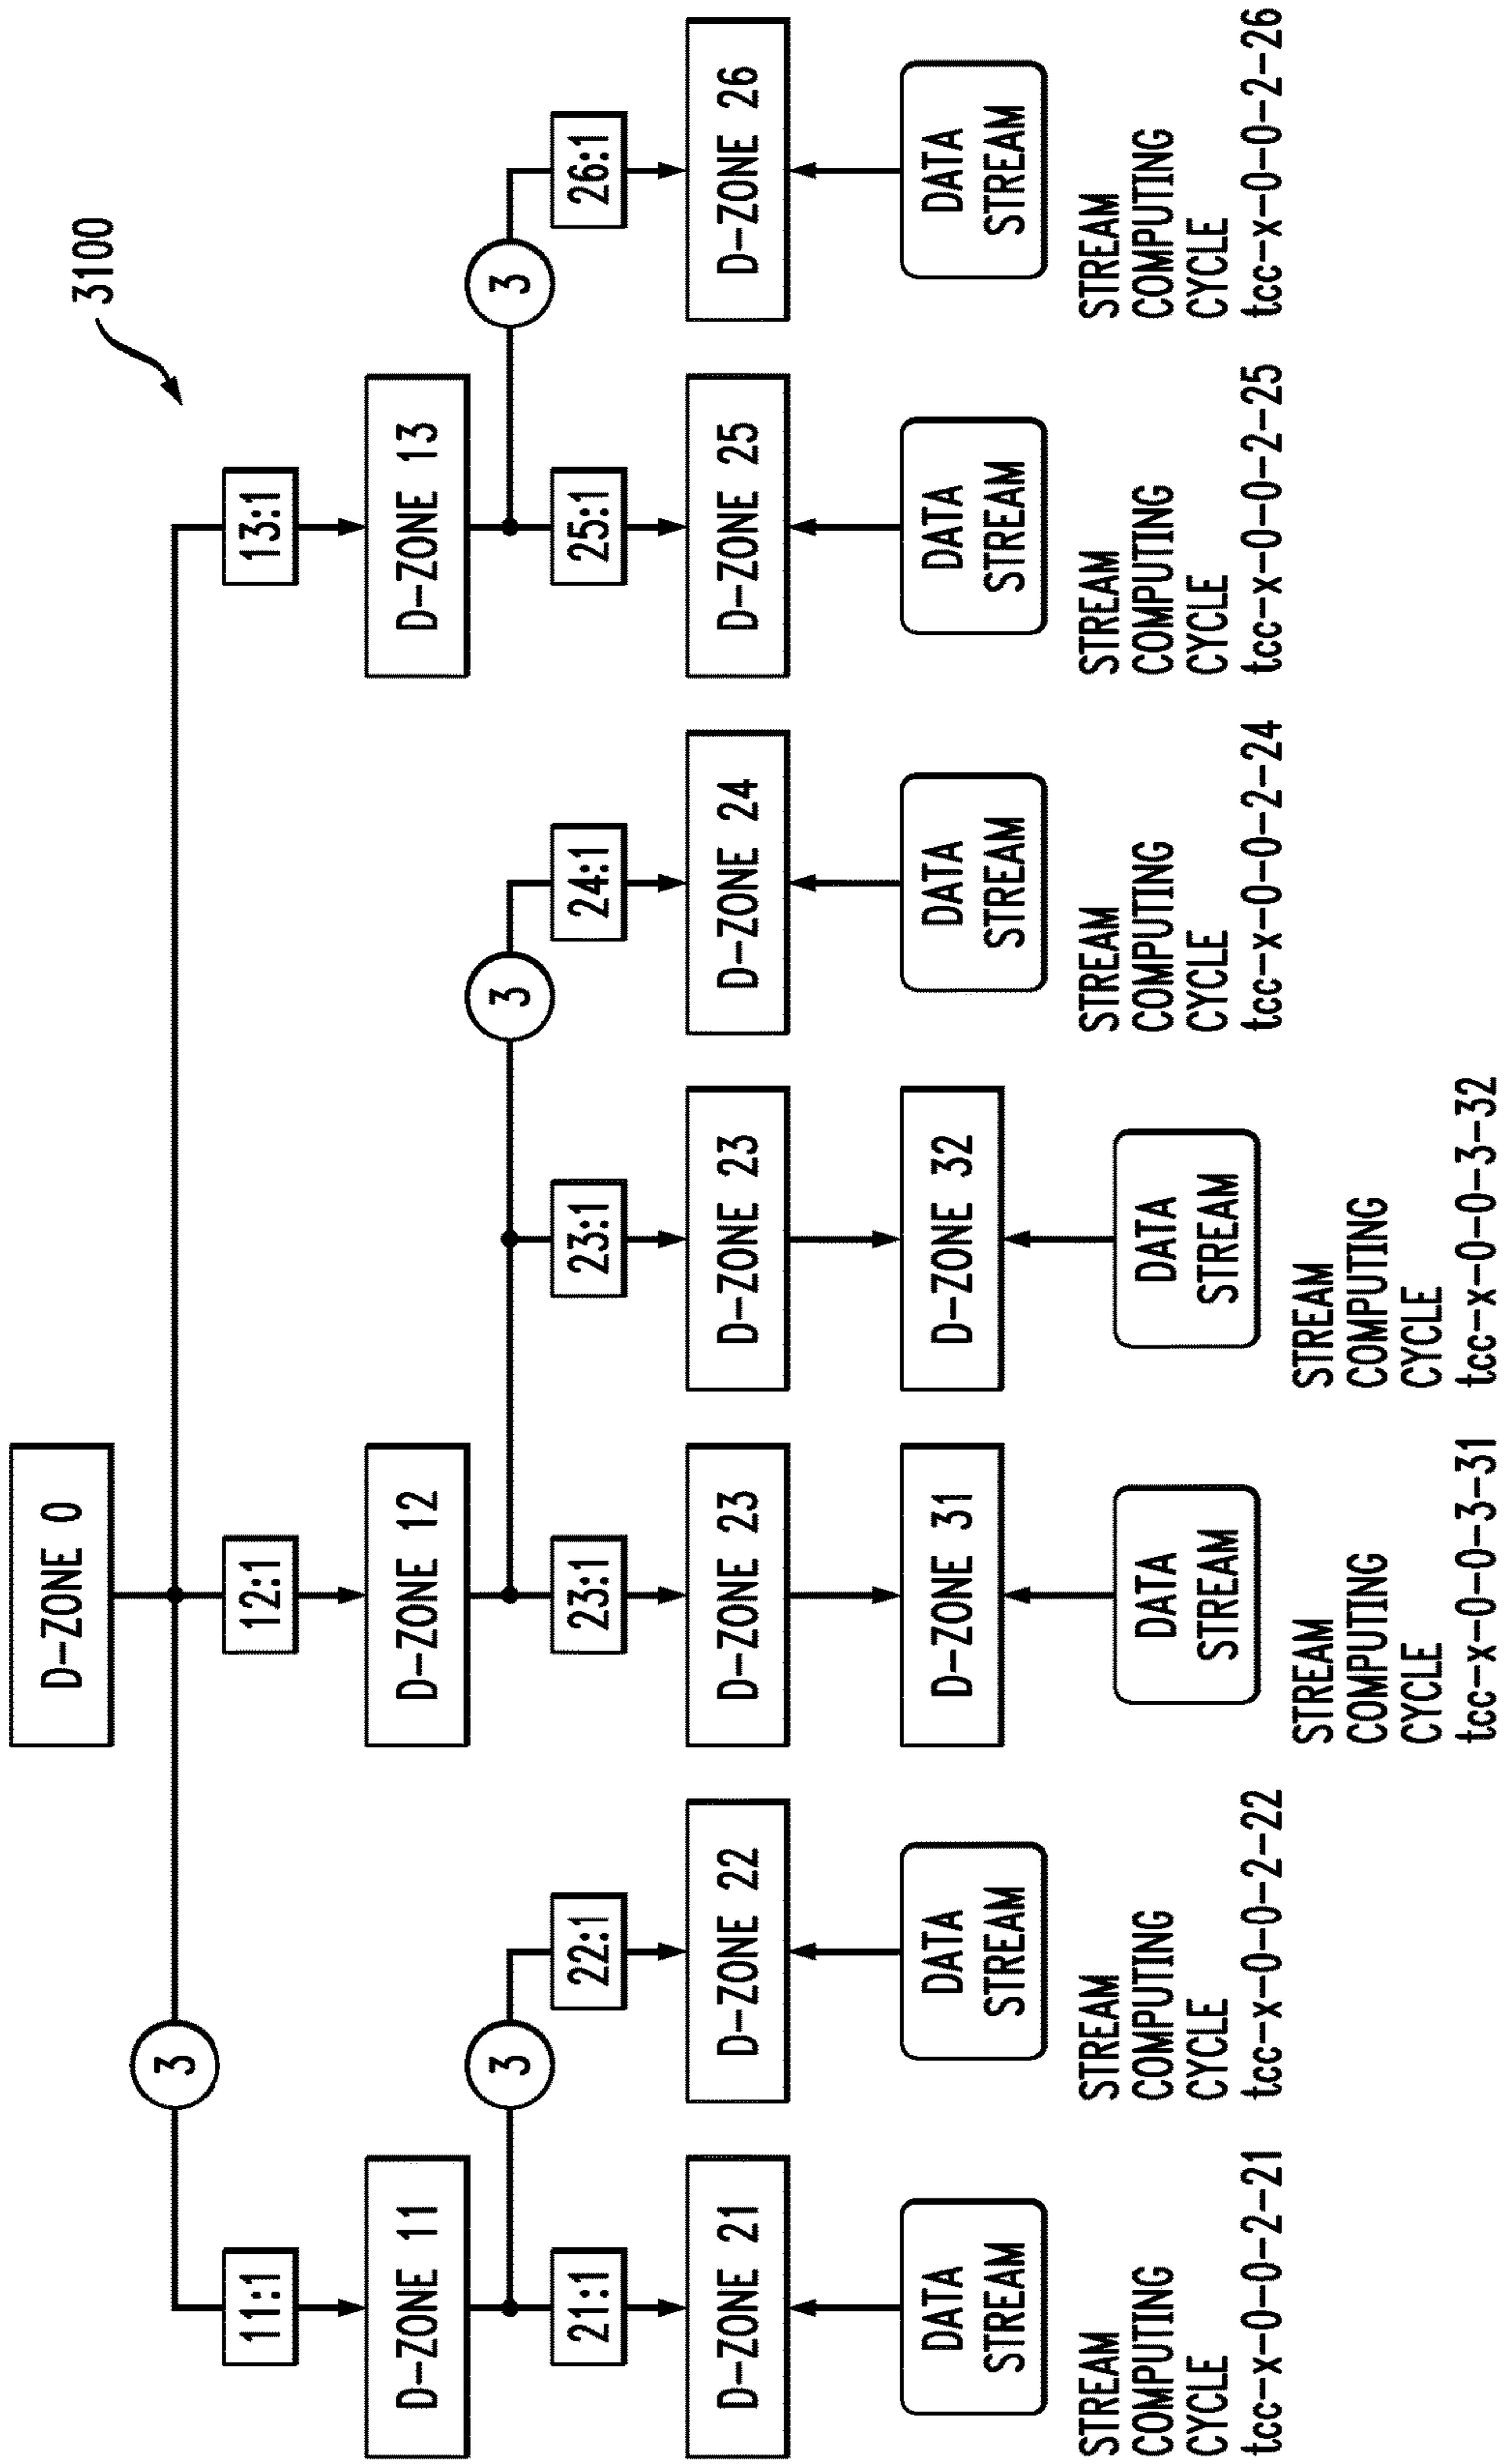 3100
D-ZONE 0
3
11:1
12:1
13:1
D-ZONE 11
D-ZONE 12
D-ZONE 13
3
3
3
21:1
22:1
23:1
23:1
24:1
25:1
26:1
D-ZONE 21
D-ZONE 22
D-ZONE 23
D-ZONE 23
D-ZONE 24
D-ZONE 25
D-ZONE 26
DATA
STREAM
DATA
STREAM
D-ZONE 31
D-ZONE 32
DATA
STREAM
DATA
STREAM
DATA
STREAM
STREAM
COMPUTING
CYCLE
tcc-x-0-0-2-21
STREAM
COMPUTING
CYCLE
tcc-x-0-0-2-22
DATA
STREAM
DATA
STREAM
STREAM
COMPUTING
CYCLE
tcc-x-0-0-2-24
STREAM
COMPUTING
CYCLE
tcc-x-0-0-2-25
STREAM
COMPUTING
CYCLE
tcc-x-0-0-2-26
STREAM
COMPUTING
CYCLE
tcc-x-0-0-3-31
STREAM
COMPUTING
CYCLE
tcc-x-0-0-3-32